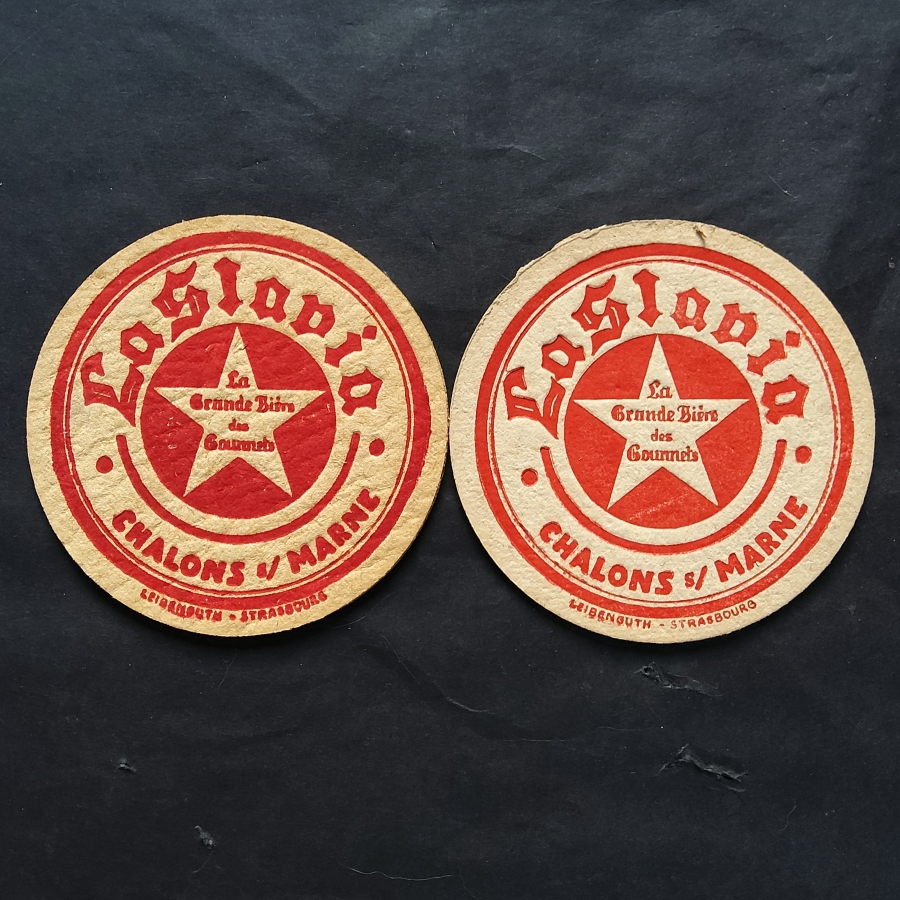 La Slavia
La
Grande Bière
des
Gourmets
CHALONS s/ MARNE
LEIBENGUTH - STRASBOURG
La Slavia
La
Grande Bière
des
Gourmets
CHALONS s/ MARNE
LEIBENGUTH - STRASBOURG